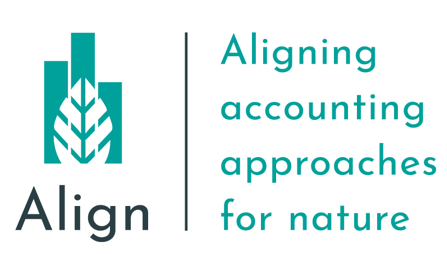 Align
Aligning
accounting
approaches
for nature